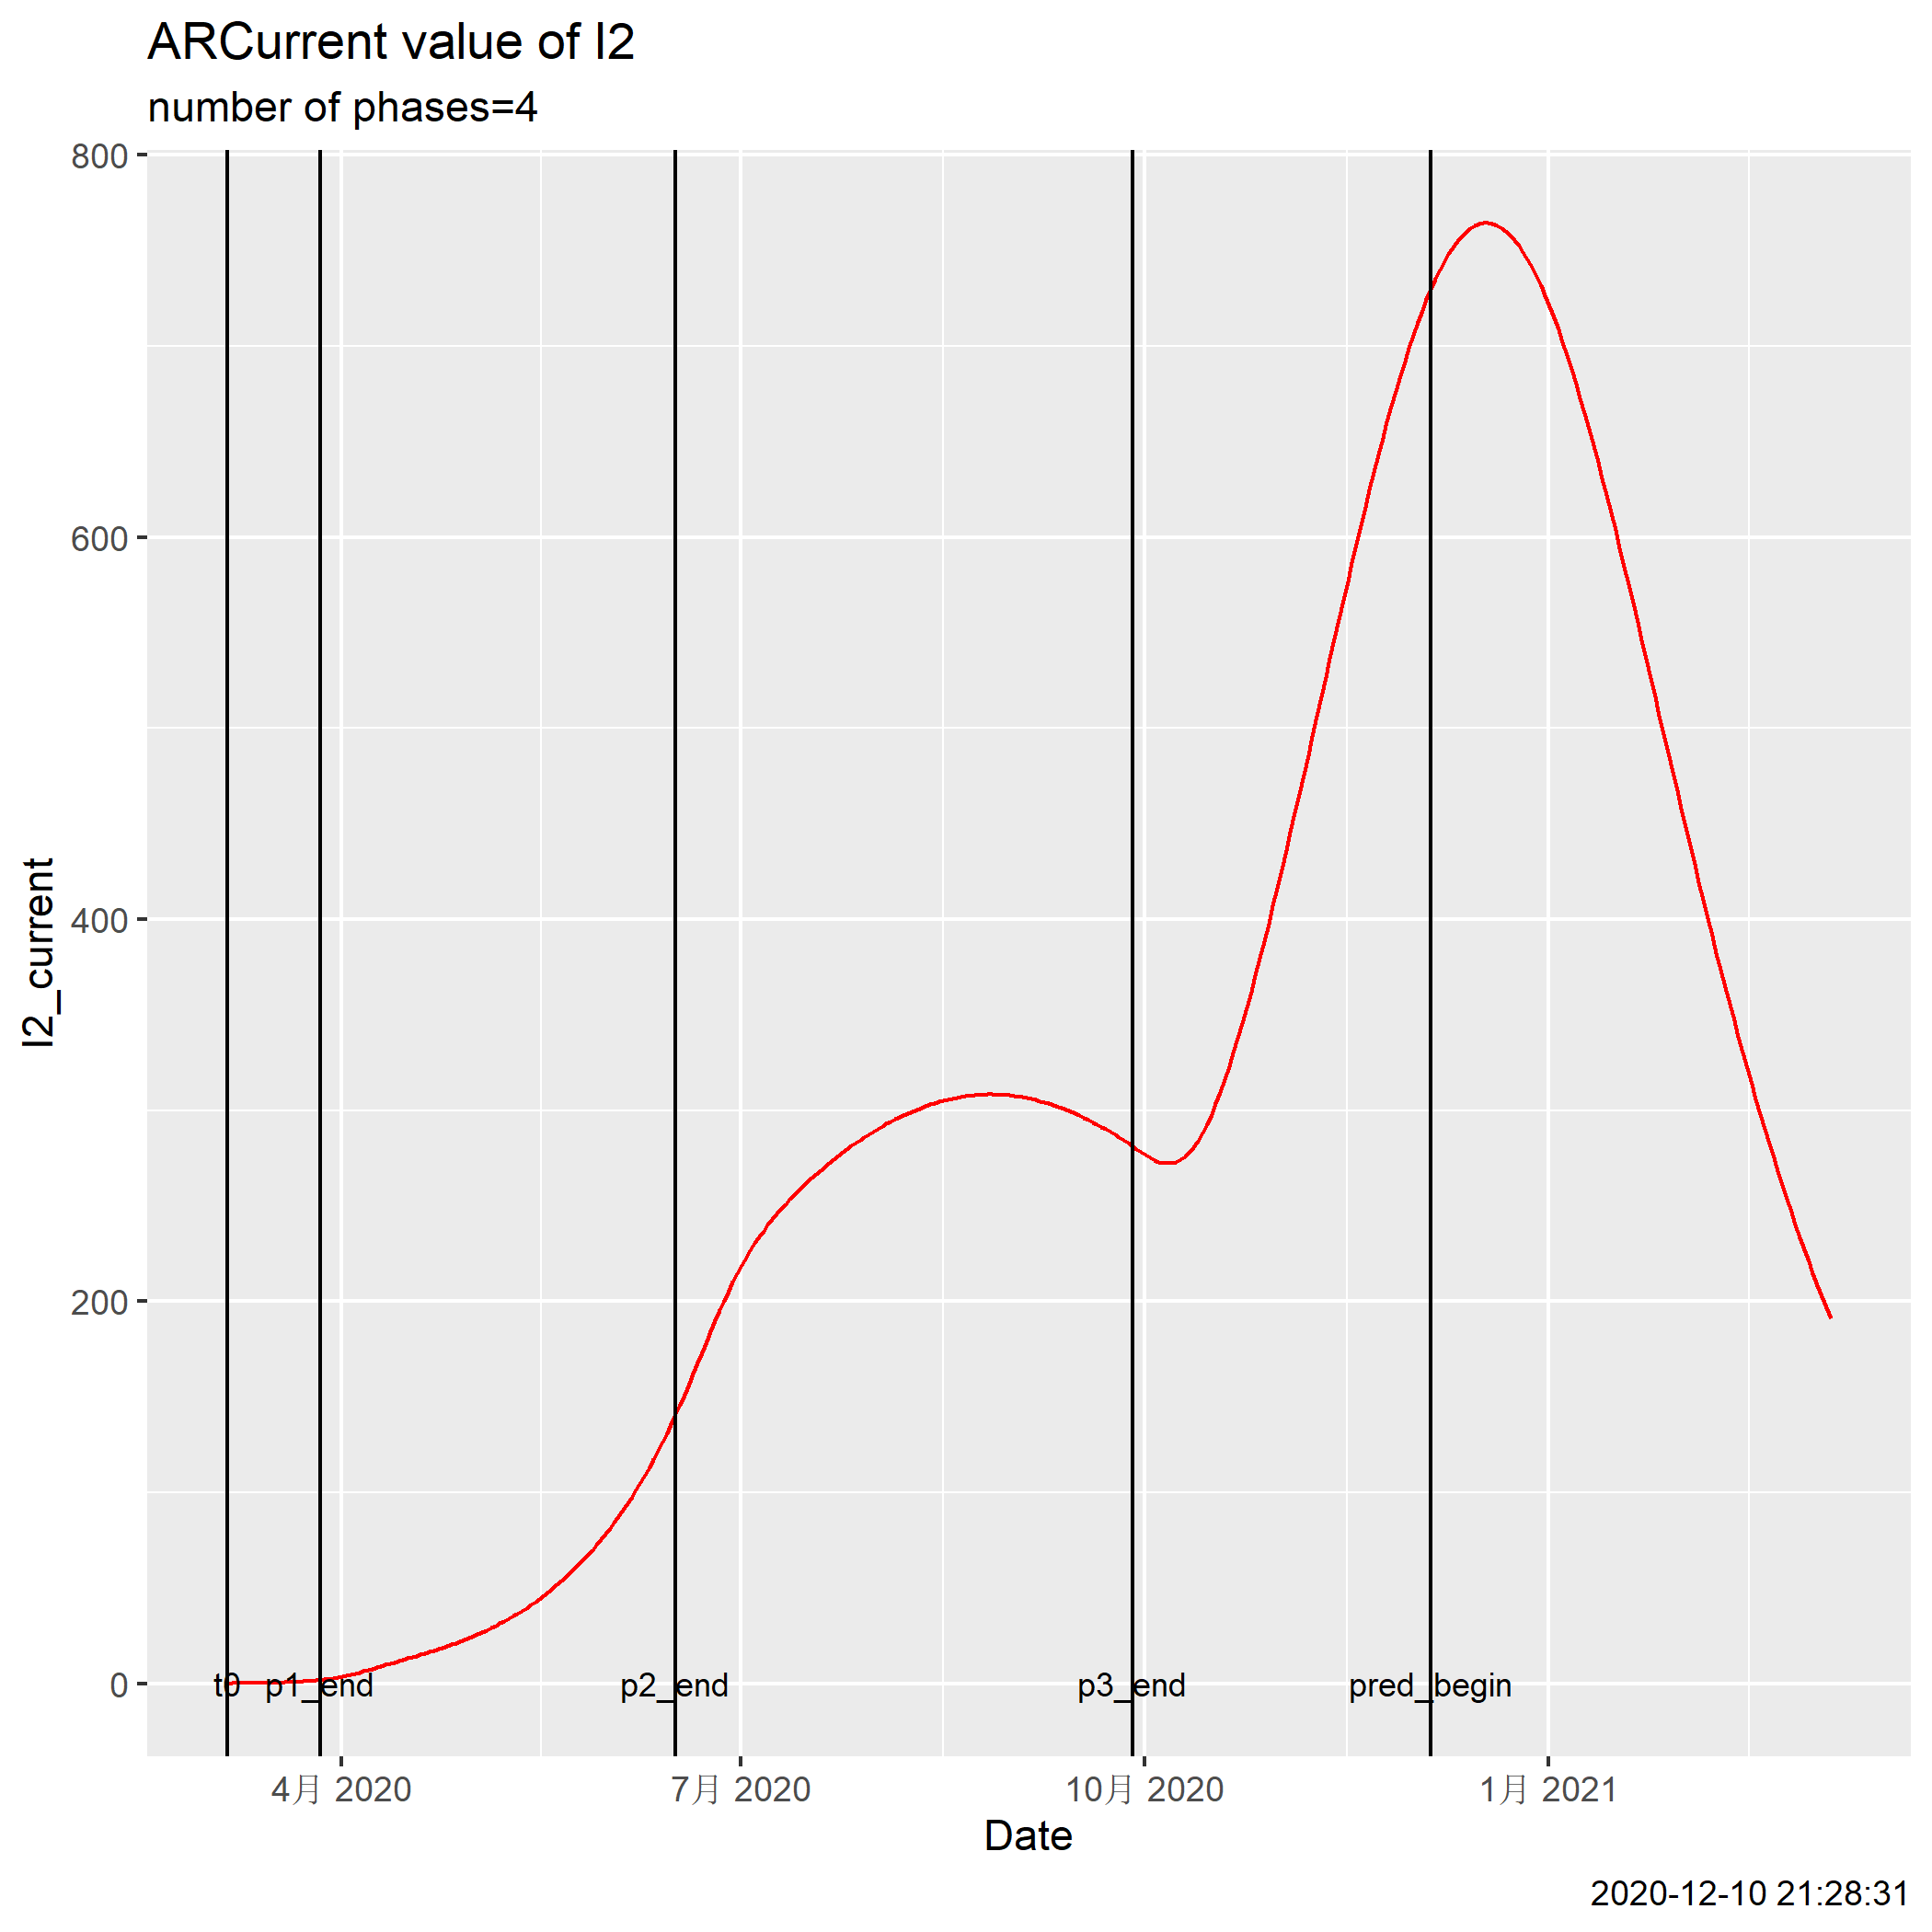 ARCurrent value of I2
number of phases=4
800
600
400
200
0
I2_current
t0 p1_end p2_end p3_end pred_begin
4月 2020 7月 2020 10月 2020 1月 2021
Date
2020-12-10 21:28:31